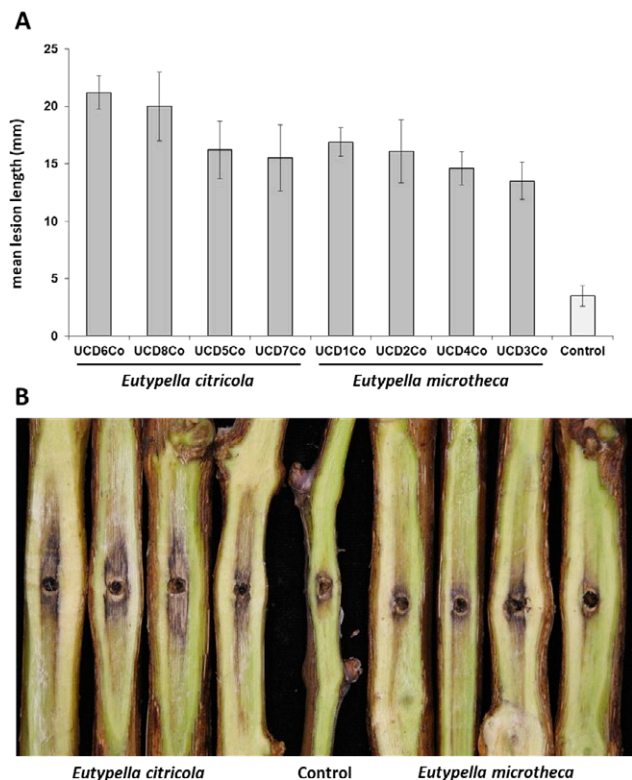 A
mean lesion length (mm)
25
20
15
10
5
0
UCD6Co UCD8Co UCD5Co UCD7Co UCD1Co UCD2Co UCD4Co UCD3Co Control
Eutypella citricola Eutypella microtheca
B
Eutypella citricola Control Eutypella microtheca